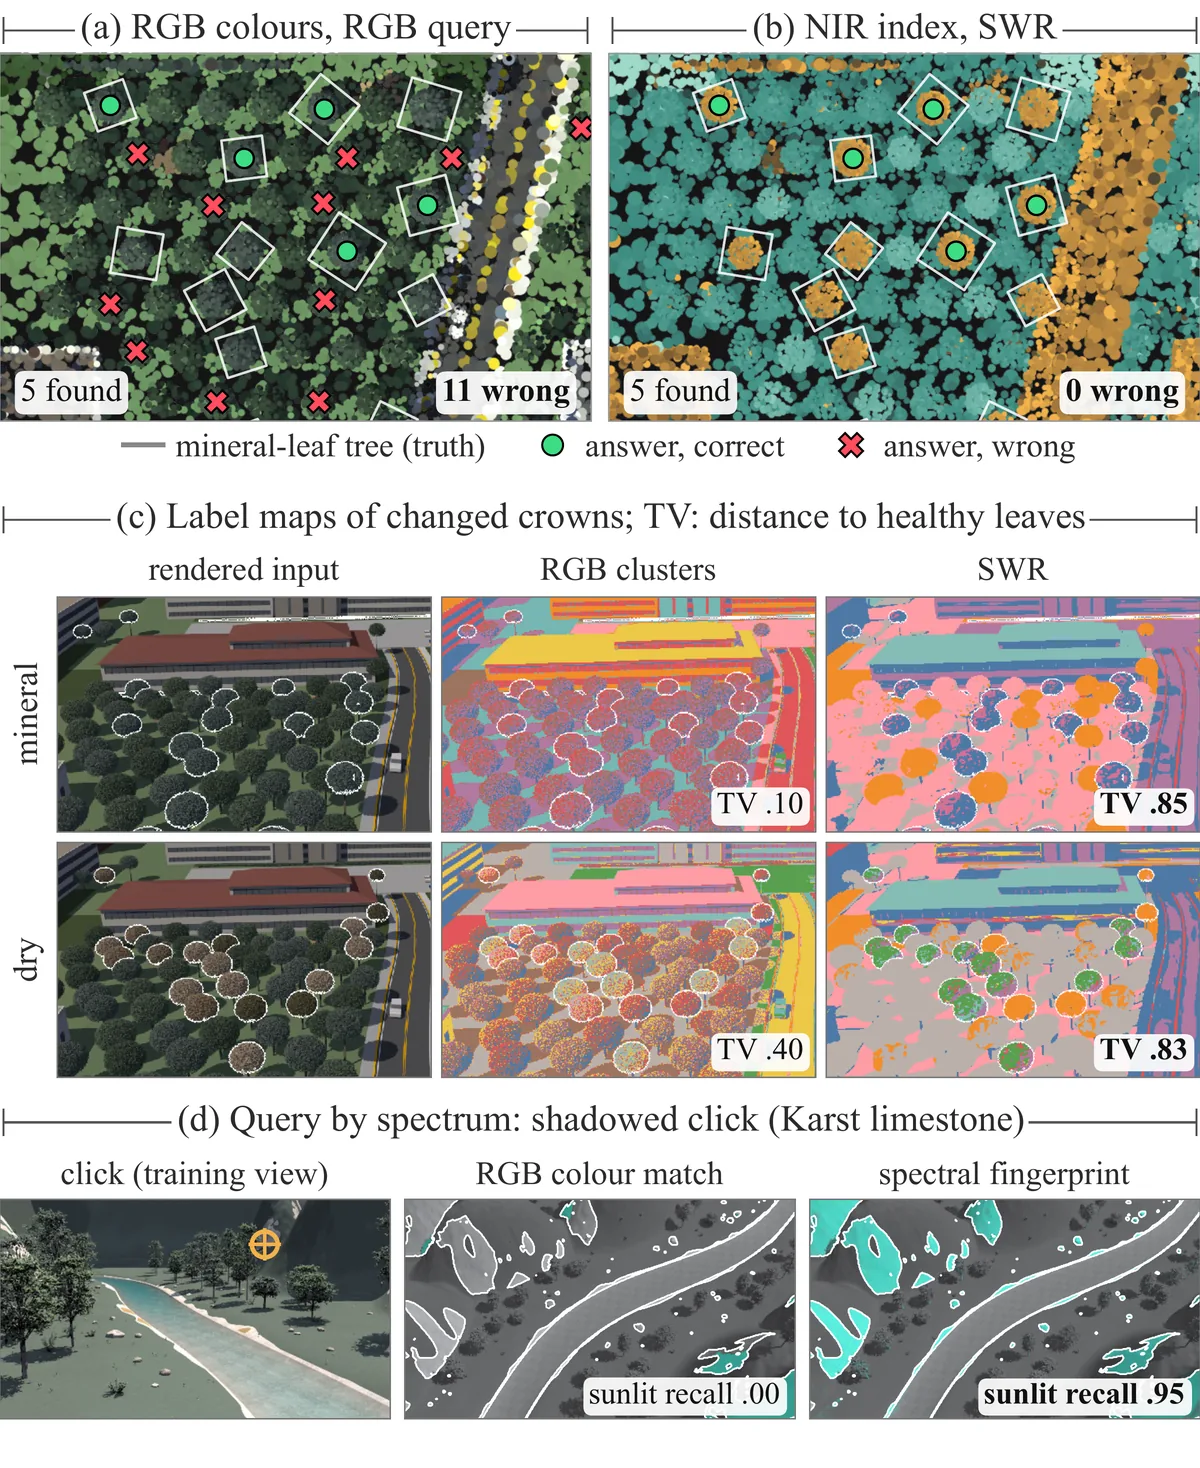 (a) RGB colours, RGB query
(b) NIR index, SWR
5 found
11 wrong
5 found
0 wrong
mineral-leaf tree (truth)
answer, correct
answer, wrong
(c) Label maps of changed crowns; TV: distance to healthy leaves
rendered input
RGB clusters
SWR
mineral
TV .10
TV .85
dry
TV .40
TV .83
(d) Query by spectrum: shadowed click (Karst limestone)
click (training view)
RGB colour match
spectral fingerprint
sunlit recall .00
sunlit recall .95